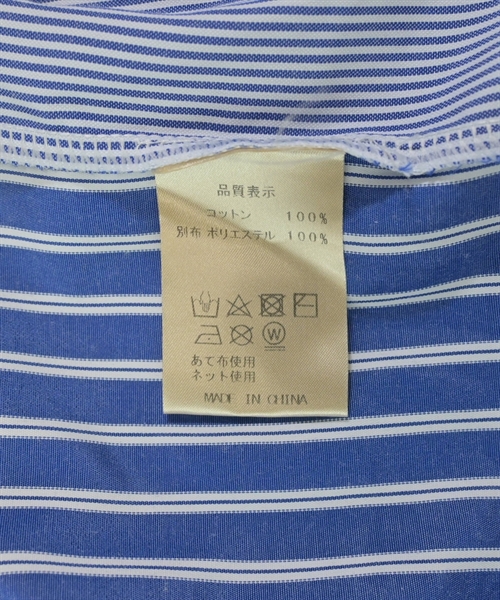 品質表示
コットン 100%
別布 ポリエステル 100%
W
あて布使用
ネット使用
MADE IN CHINA